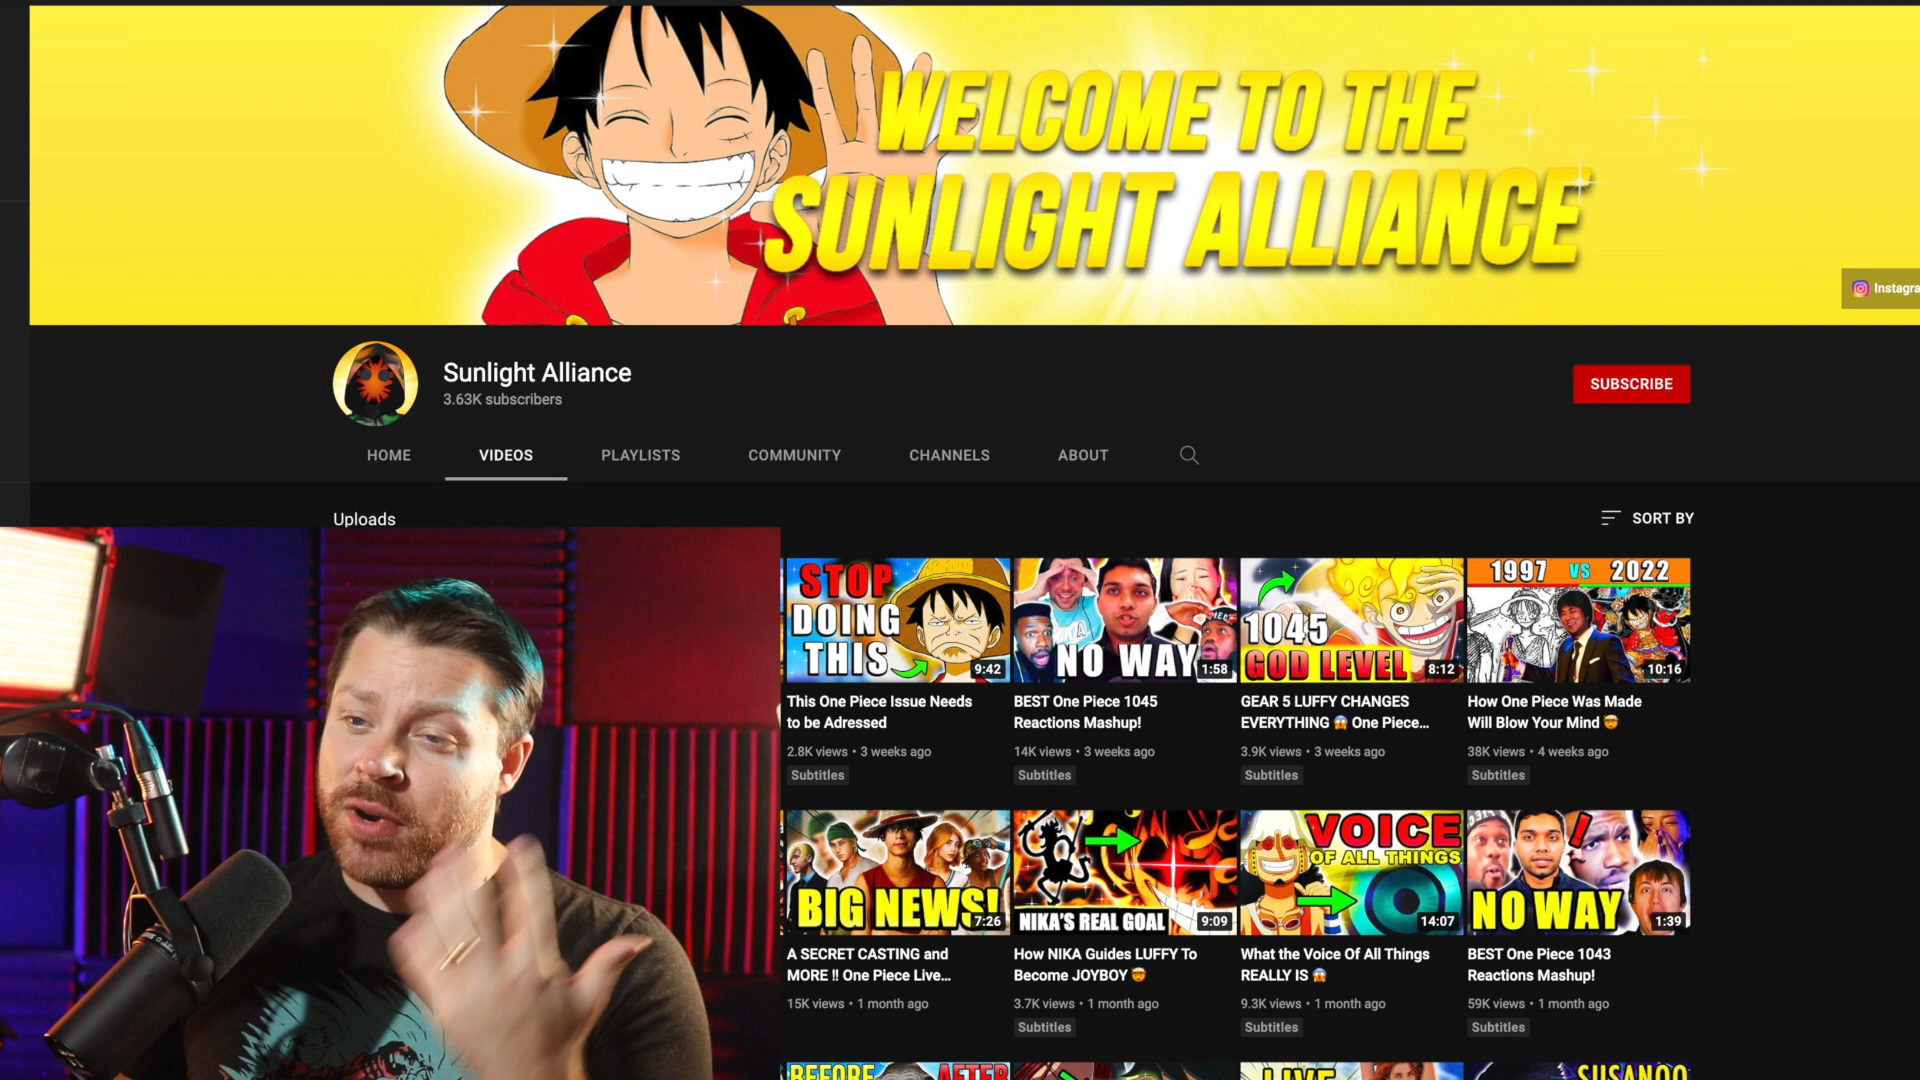 WELCOME TO THE
SUNLIGHT ALLIANCE
Instagra
Sunlight Alliance
3.63K subscribers
SUBSCRIBE
HOME
VIDEOS
PLAYLISTS
COMMUNITY
CHANNELS
ABOUT
Uploads
SORT BY
STOP
DOING
THIS
9:42
NO WAY
1:58
1045
GOD LEVEL
8:12
1997 VS 2022
10:16
This One Piece Issue Needs
to be Adressed
2.8K views • 3 weeks ago
Subtitles
BEST One Piece 1045
Reactions Mashup!
14K views • 3 weeks ago
Subtitles
GEAR 5 LUFFY CHANGES
EVERYTHING 😱 One Piece...
3.9K views • 3 weeks ago
Subtitles
How One Piece Was Made
Will Blow Your Mind 🤯
38K views • 4 weeks ago
Subtitles
BIG NEWS!
7:26
NIKA'S REAL GOAL
9:09
VOICE
OF ALL THINGS
14:07
NO WAY
1:39
A SECRET CASTING and
MORE !! One Piece Live...
15K views • 1 month ago
How NIKA Guides LUFFY To
Become JOYBOY 🤯
3.7K views • 1 month ago
Subtitles
What the Voice Of All Things
REALLY IS 😱
9.3K views • 1 month ago
Subtitles
BEST One Piece 1043
Reactions Mashup!
59K views • 1 month ago
Subtitles
BEFORE
AFTER
LIVE
SUSANOO